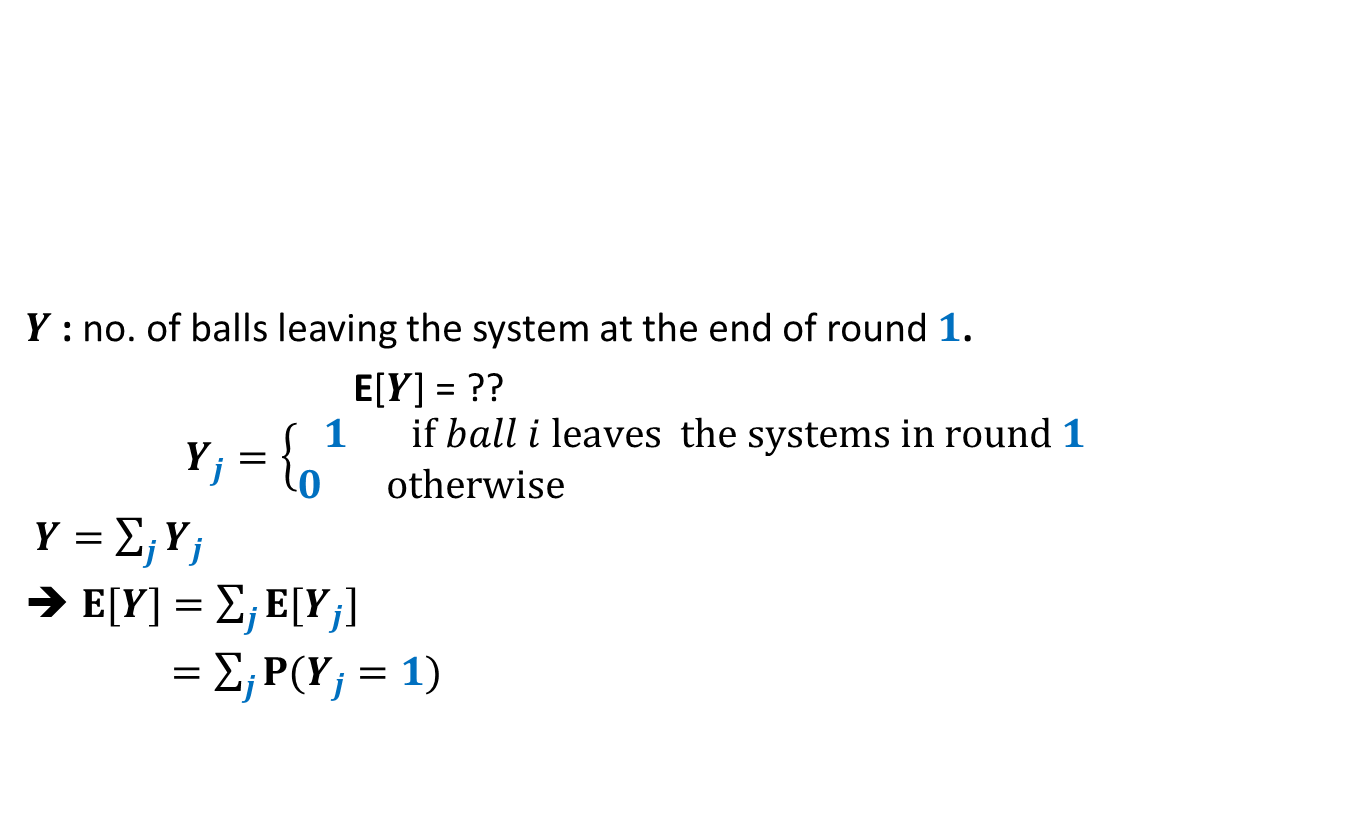 Y : no. of balls leaving the system at the end of round 1.
E[Y] = ??
Y_j = { 1 if ball i leaves the systems in round 1
0 otherwise
Y = ∑_j Y_j
➔ E[Y] = ∑_j E[Y_j]
= ∑_j P(Y_j = 1)